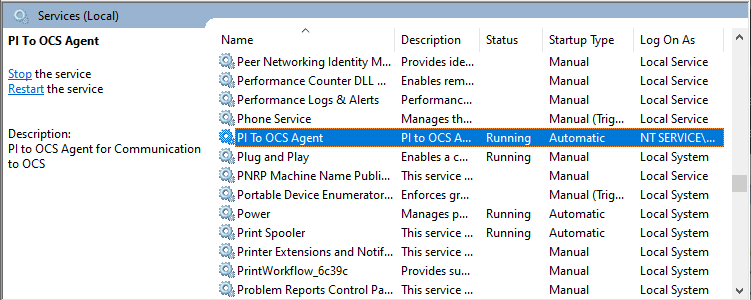 Services (Local)
PI To OCS Agent
Stop the service
Restart the service
Description:
PI to OCS Agent for Communication
to OCS
Name Description Status Startup Type Log On As
Peer Networking Identity M... Provides ide... Manual Local Service
Performance Counter DLL ... Enables rem... Manual Local Service
Performance Logs & Alerts Performanc... Manual Local Service
Phone Service Manages th... Manual (Trig... Local Service
PI To OCS Agent PI to OCS A... Running Automatic NT SERVICE\...
Plug and Play Enables a c... Running Manual Local System
PNRP Machine Name Publi... This service ... Manual Local Service
Portable Device Enumerator... Enforces gr... Manual (Trig... Local System
Power Manages p... Running Automatic Local System
Print Spooler This service ... Running Automatic Local System
Printer Extensions and Notif... This service ... Manual Local System
PrintWorkflow_6c39c Provides su... Manual Local System
Problem Reports Control Pa... This service ... Manual Local System